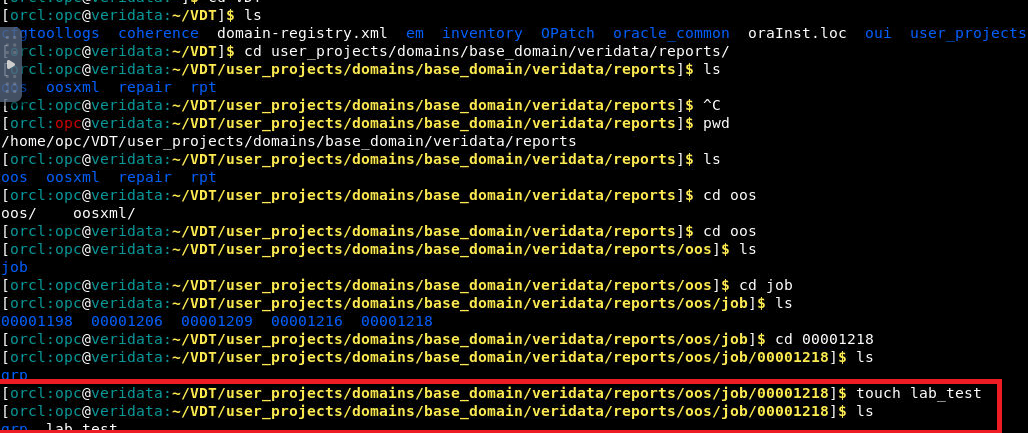 [orcl:opc@veridata:~]$ cd VDT
[orcl:opc@veridata:~/VDT]$ ls
cfgtoollogs  coherence  domain-registry.xml  em  inventory  OPatch  oracle_common  oraInst.loc  oui  user_projects
[orcl:opc@veridata:~/VDT]$ cd user_projects/domains/base_domain/veridata/reports/
[orcl:opc@veridata:~/VDT/user_projects/domains/base_domain/veridata/reports]$ ls
oos  oosxml  repair  rpt
[orcl:opc@veridata:~/VDT/user_projects/domains/base_domain/veridata/reports]$ ^C
[orcl:opc@veridata:~/VDT/user_projects/domains/base_domain/veridata/reports]$ pwd
/home/opc/VDT/user_projects/domains/base_domain/veridata/reports
[orcl:opc@veridata:~/VDT/user_projects/domains/base_domain/veridata/reports]$ ls
oos  oosxml  repair  rpt
[orcl:opc@veridata:~/VDT/user_projects/domains/base_domain/veridata/reports]$ cd oos
oos/    oosxml/
[orcl:opc@veridata:~/VDT/user_projects/domains/base_domain/veridata/reports]$ cd oos
[orcl:opc@veridata:~/VDT/user_projects/domains/base_domain/veridata/reports/oos]$ ls
job
[orcl:opc@veridata:~/VDT/user_projects/domains/base_domain/veridata/reports/oos]$ cd job
[orcl:opc@veridata:~/VDT/user_projects/domains/base_domain/veridata/reports/oos/job]$ ls
00001198  00001206  00001209  00001216  00001218
[orcl:opc@veridata:~/VDT/user_projects/domains/base_domain/veridata/reports/oos/job]$ cd 00001218
[orcl:opc@veridata:~/VDT/user_projects/domains/base_domain/veridata/reports/oos/job/00001218]$ ls
grp
[orcl:opc@veridata:~/VDT/user_projects/domains/base_domain/veridata/reports/oos/job/00001218]$ touch lab_test
[orcl:opc@veridata:~/VDT/user_projects/domains/base_domain/veridata/reports/oos/job/00001218]$ ls
grp  lab_test